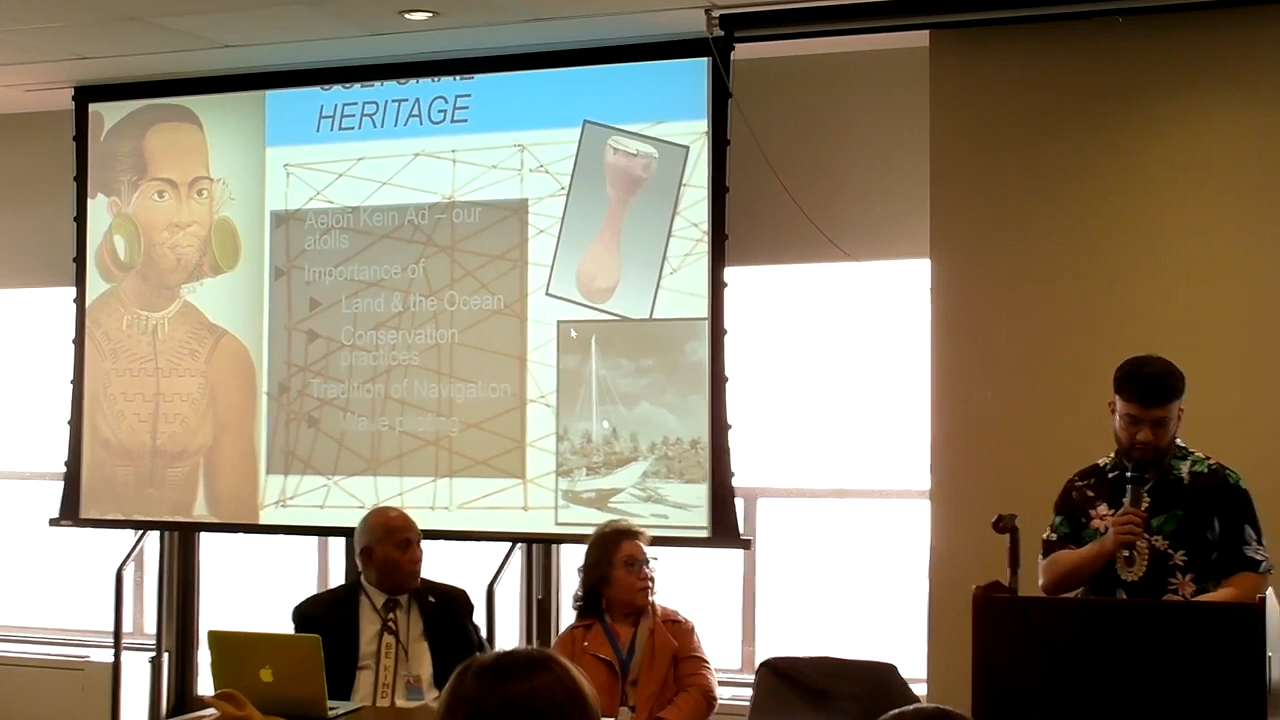 HERITAGE
Aelon̄ Kein Ad – our
atolls
Importance of
Land & the Ocean
Conservation
practices
Tradition of Navigation
BE KIND